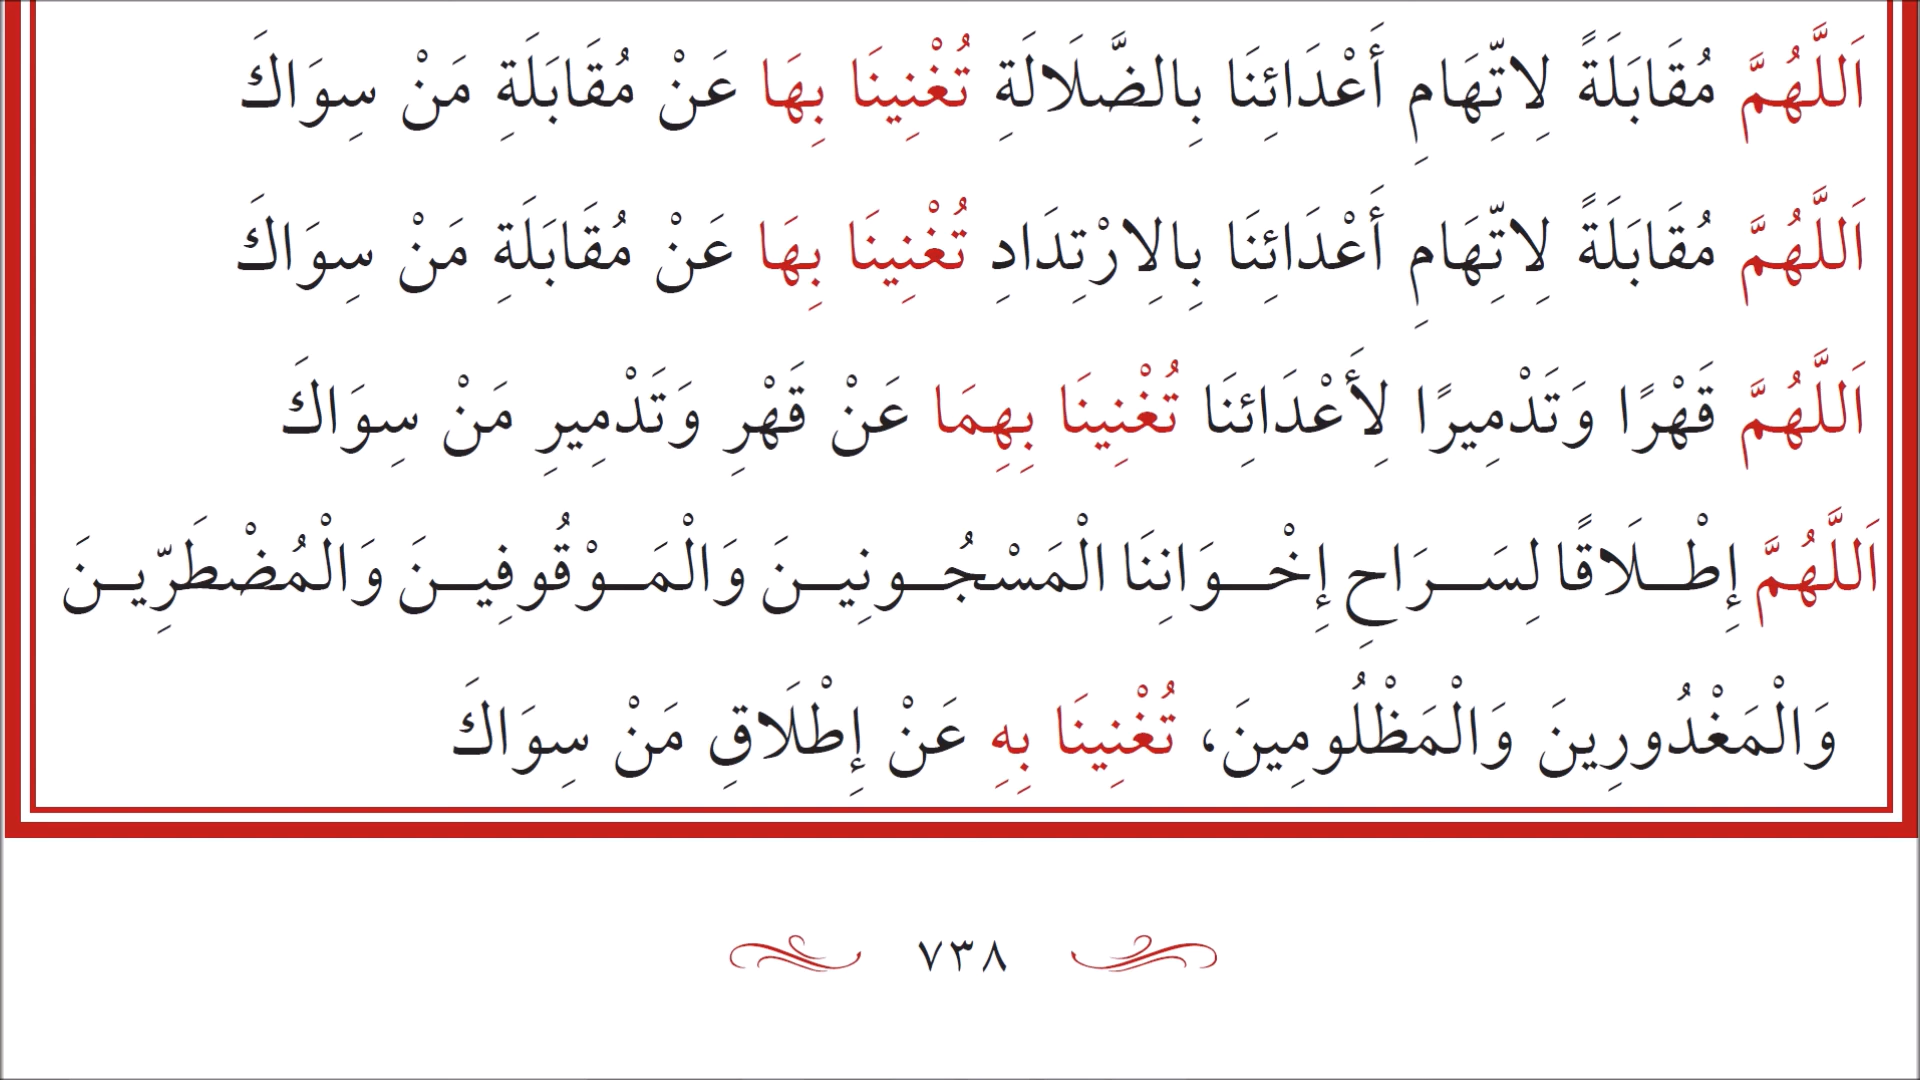 اَللَّهُمَّ مُقَابَلَةً لِاتِّهَامِ أَعْدَائِنَا بِالضَّلَالَةِ تُغْنِينَا بِهَا عَنْ مُقَابَلَةِ مَنْ سِوَاكَ
اَللَّهُمَّ مُقَابَلَةً لِاتِّهَامِ أَعْدَائِنَا بِالِارْتِدَادِ تُغْنِينَا بِهَا عَنْ مُقَابَلَةِ مَنْ سِوَاكَ
اَللَّهُمَّ قَهْرًا وَتَدْمِيرًا لِأَعْدَائِنَا تُغْنِينَا بِهِمَا عَنْ قَهْرِ وَتَدْمِيرِ مَنْ سِوَاكَ
اَللَّهُمَّ إِطْلَاقًا لِسَرَاحِ إِخْوَانِنَا الْمَسْجُونِينَ وَالْمَوْقُوفِينَ وَالْمُضْطَرِّينَ
وَالْمَغْدُورِينَ وَالْمَظْلُومِينَ، تُغْنِينَا بِهِ عَنْ إِطْلَاقِ مَنْ سِوَاكَ
٧٣٨